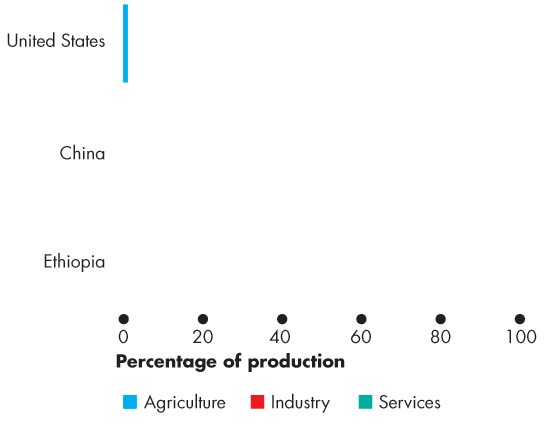 United States
China
Ethiopia
0 20 40 60 80 100
Percentage of production
Agriculture Industry Services